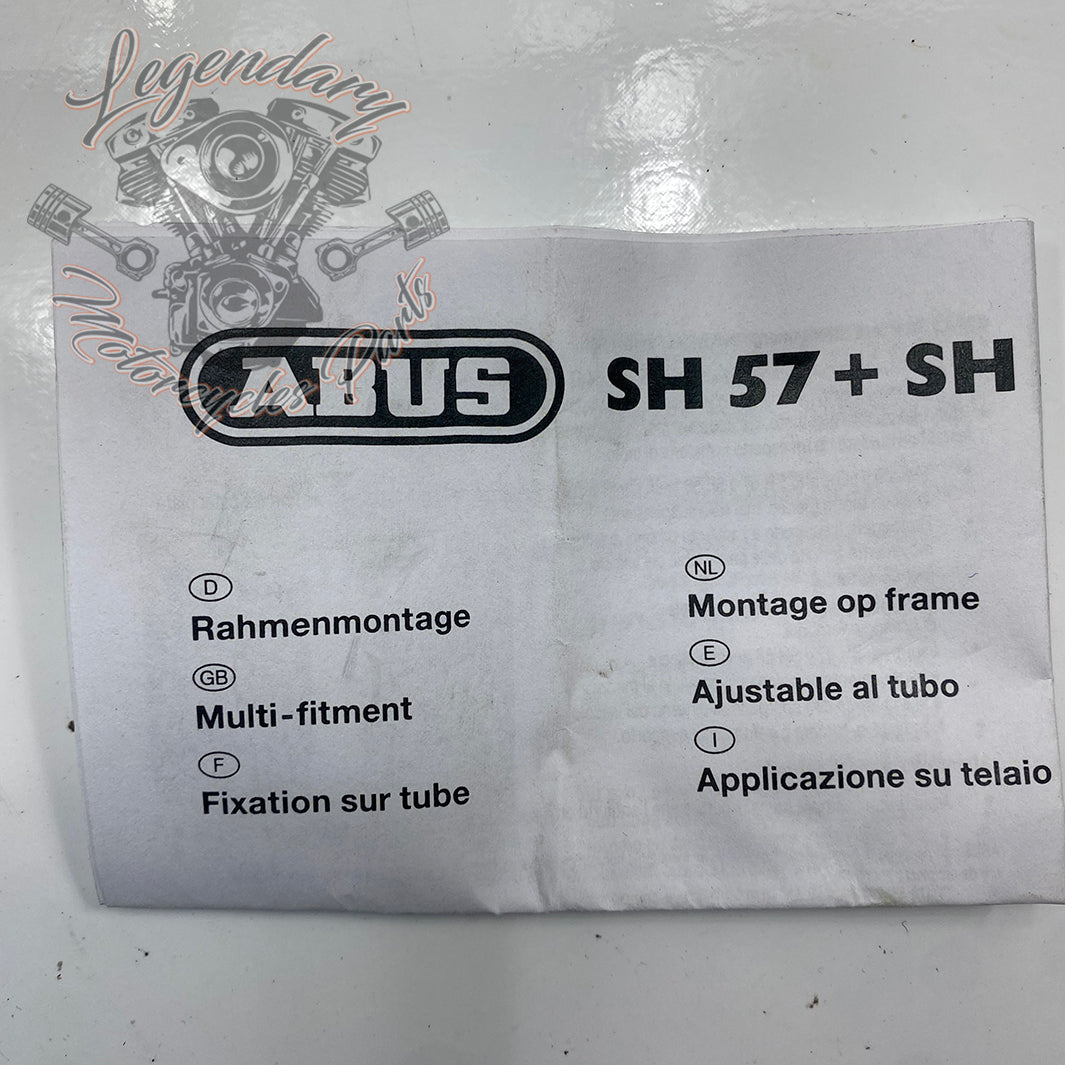 Legendary
Motorcycles Parts
ABUS
SH 57 + SH
D
Rahmenmontage
GB
Multi-fitment
F
Fixation sur tube
NL
Montage op frame
E
Ajustable al tubo
I
Applicazione su telaio